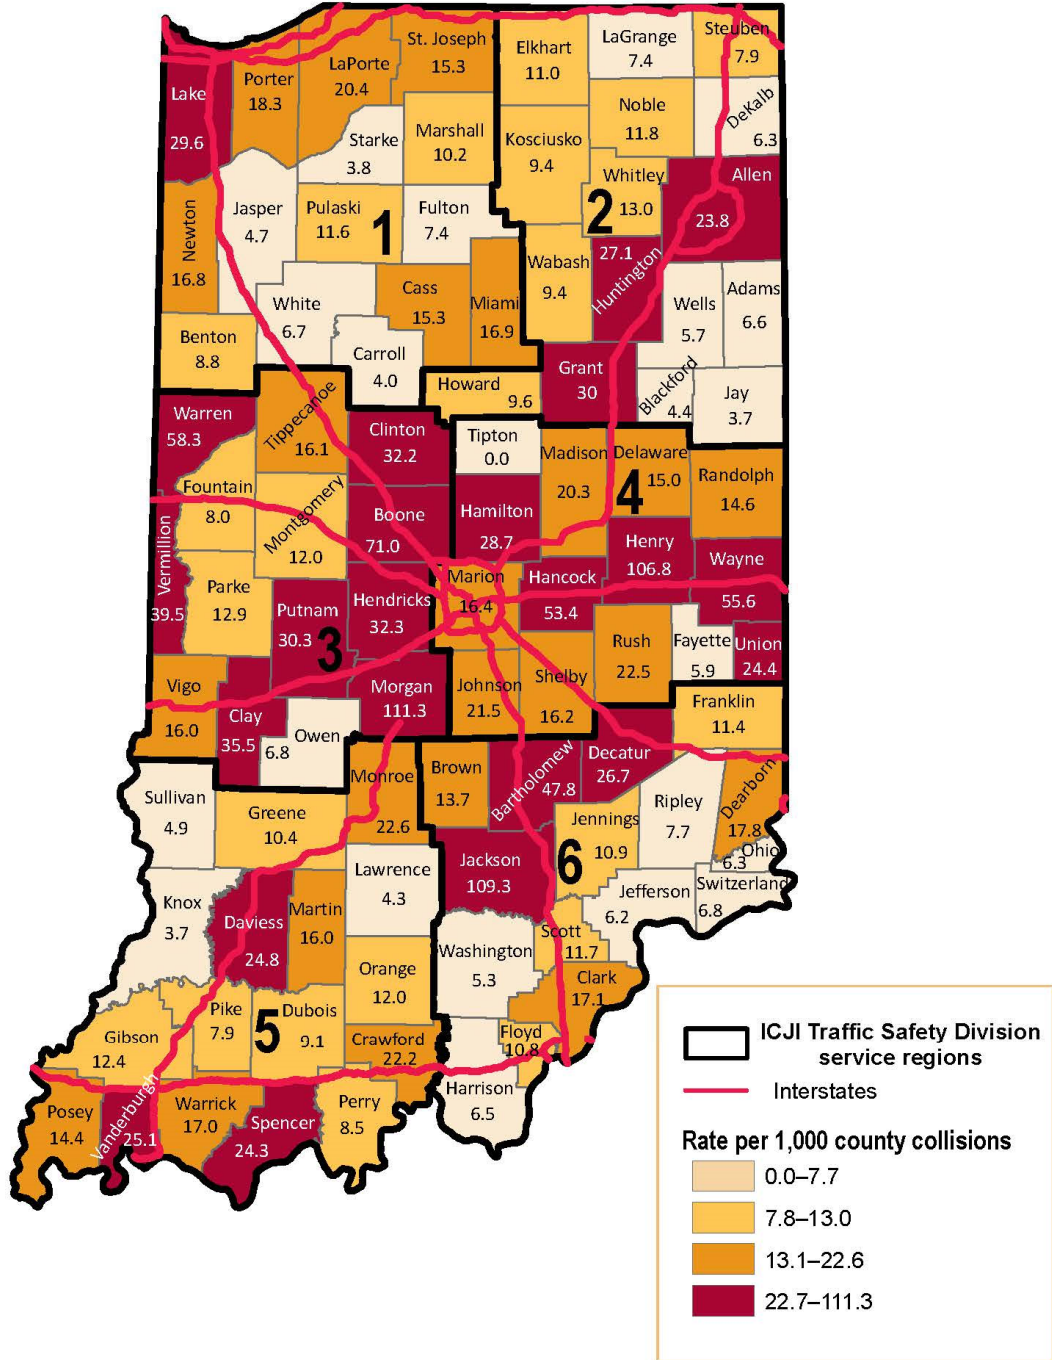 St. Joseph
15.3
Elkhart
11.0
LaGrange
7.4
Steuben
7.9
LaPorte
20.4
Porter
18.3
Lake
29.6
Noble
11.8
DeKalb
6.3
Starke
3.8
Marshall
10.2
Kosciusko
9.4
Whitley
13.0
Allen
23.8
2
Newton
16.8
Jasper
4.7
Pulaski
11.6
1
Fulton
7.4
Wabash
9.4
27.1
Huntington
Wells
5.7
Adams
6.6
White
6.7
Cass
15.3
Miami
16.9
Benton
8.8
Carroll
4.0
Howard
9.6
Grant
30
Blackford
4.4
Jay
3.7
Warren
58.3
Tippecanoe
16.1
Clinton
32.2
Tipton
0.0
Madison
20.3
Delaware
15.0
4
Randolph
14.6
Fountain
8.0
Montgomery
12.0
Boone
71.0
Hamilton
28.7
Henry
106.8
Wayne
55.6
Vermillion
39.5
Parke
12.9
Putnam
30.3
3
Hendricks
32.3
Marion
16.4
Hancock
53.4
Rush
22.5
Fayette
5.9
Union
24.4
Vigo
16.0
Clay
35.5
Owen
6.8
Morgan
111.3
Johnson
21.5
Shelby
16.2
Franklin
11.4
Sullivan
4.9
Greene
10.4
Monroe
22.6
Brown
13.7
Bartholomew
47.8
Decatur
26.7
Ripley
7.7
Dearborn
17.8
Jennings
10.9
6
Ohio
6.3
Knox
3.7
Daviess
24.8
Martin
16.0
Lawrence
4.3
Jackson
109.3
Jefferson
6.2
Switzerland
6.8
Scott
11.7
Washington
5.3
Orange
12.0
Clark
17.1
Gibson
12.4
Pike
7.9
5
Dubois
9.1
Crawford
22.2
Floyd
10.8
Harrison
6.5
Posey
14.4
Vanderburgh
25.1
Warrick
17.0
Spencer
24.3
Perry
8.5
ICJI Traffic Safety Division
service regions
Interstates
Rate per 1,000 county collisions
0.0–7.7
7.8–13.0
13.1–22.6
22.7–111.3